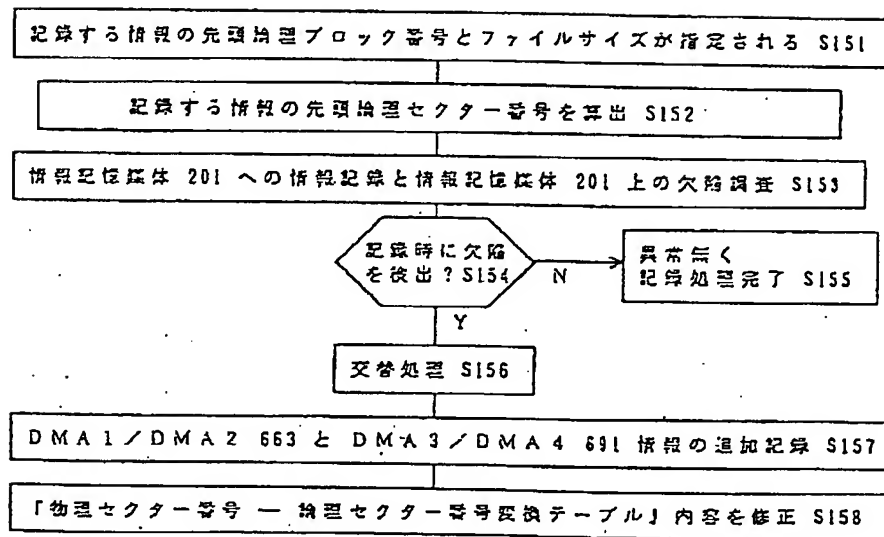 記録する情報の先頭論理ブロック番号とファイルサイズが指定される S151
記録する情報の先頭論理セクター番号を算出 S152
情報記憶媒体 201 への情報記録と情報記憶媒体 201 上の欠陥調査 S153
記録時に欠陥
を検出?S154
N
異常無く
記録処理完了 S155
Y
交替処理 S156
DMA1/DMA2 663 と DMA3/DMA4 691 情報の追加記録 S157
『物理セクター番号 — 論理セクター番号変換テーブル』内容を修正 S158